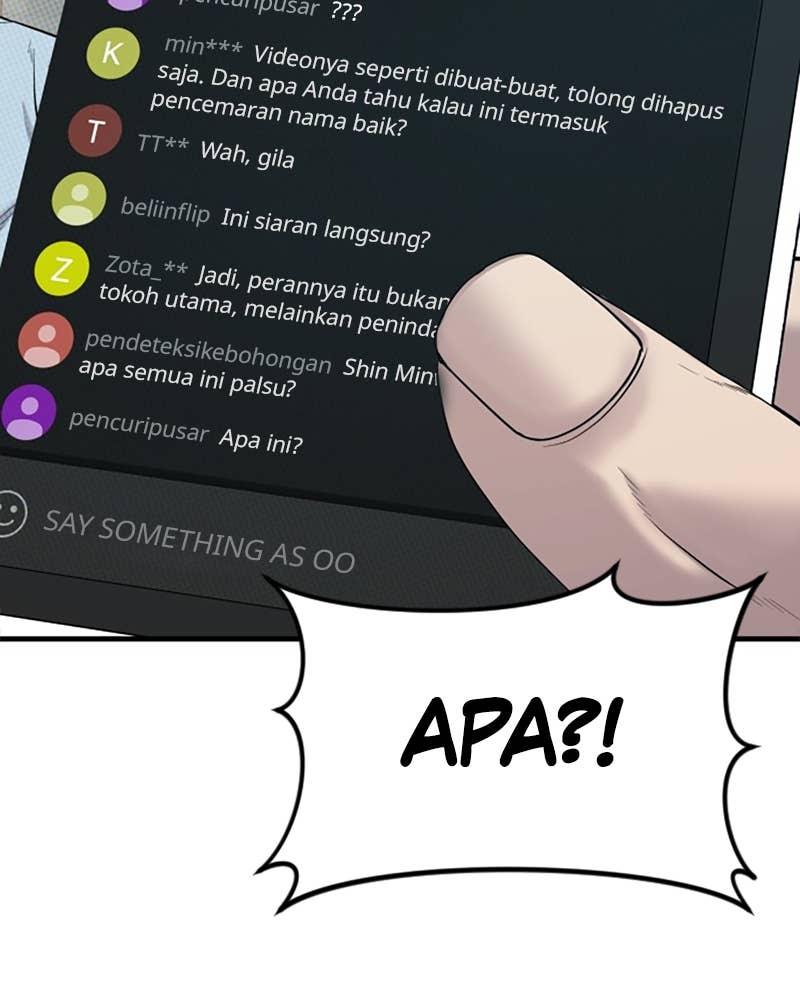 pencuripusar ???
min*** Videonya seperti dibuat-buat, tolong dihapus
saja. Dan apa Anda tahu kalau ini termasuk
pencemaran nama baik?
K
T
TT** Wah, gila
beliinflip Ini siaran langsung?
Z
Zota_** Jadi, perannya itu bukan
tokoh utama, melainkan
pendeteksikebohongan Shin
apa semua ini palsu?
pencuripusar Apa ini?
SAY SOMETHING AS OO
APA?!